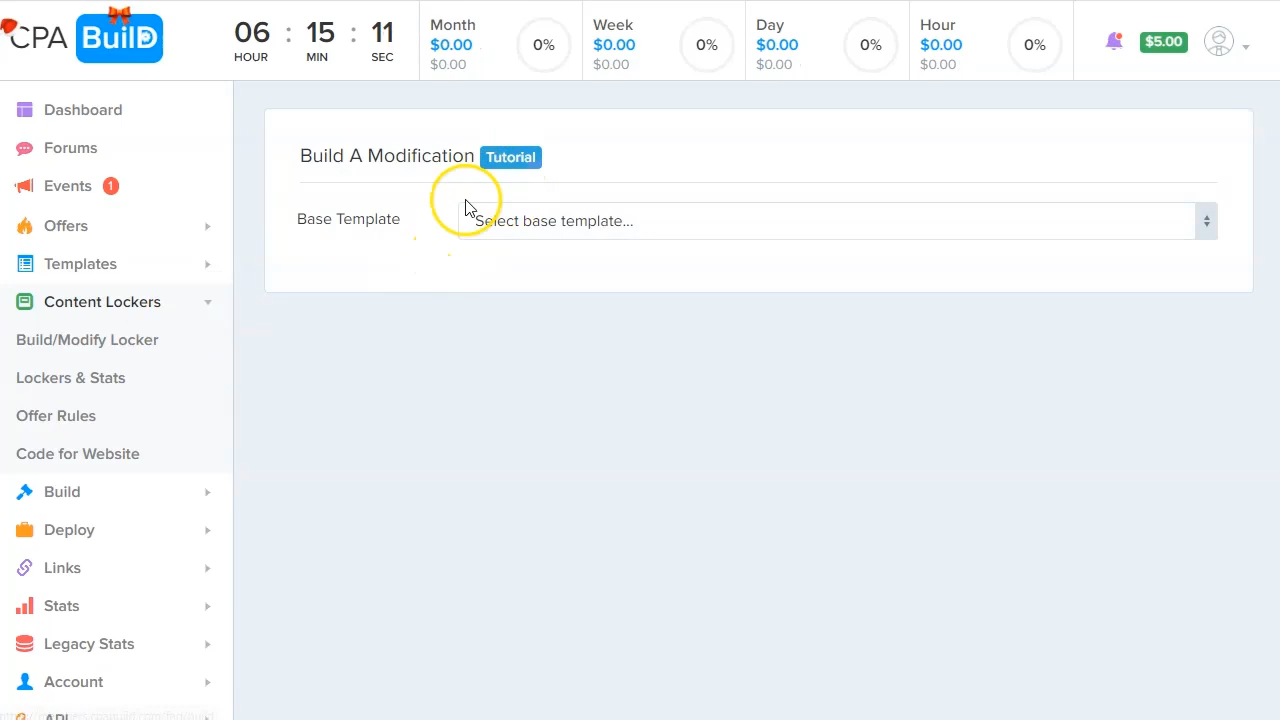 CPA BuilD
06 : 15 : 11
HOUR MIN SEC
Month
$0.00
$0.00
0%
Week
$0.00
$0.00
0%
Day
$0.00
$0.00
0%
Hour
$0.00
$0.00
0%
$5.00
Dashboard
Forums
Events 1
Offers
Templates
Content Lockers
Build/Modify Locker
Lockers & Stats
Offer Rules
Code for Website
Build
Deploy
Links
Stats
Legacy Stats
Account
API
Build A Modification Tutorial
Base Template
Select base template...